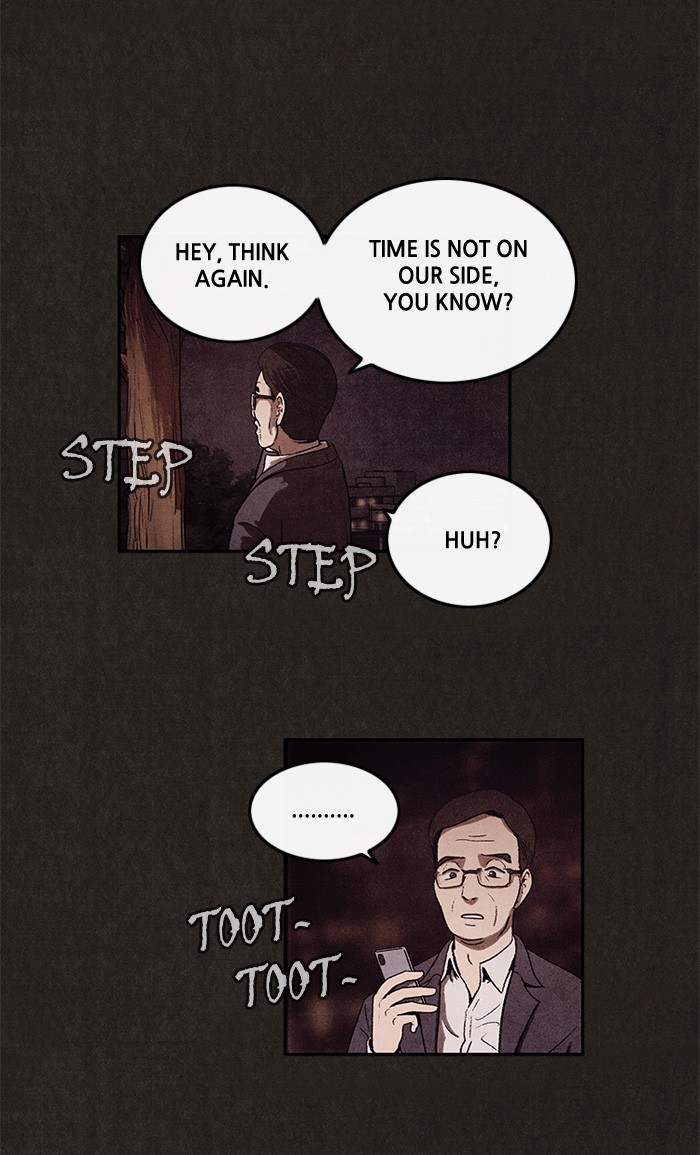 HEY, THINK
AGAIN.
TIME IS NOT ON
OUR SIDE,
YOU KNOW?
STEP
STEP
HUH?
..........
TOOT-
TOOT-